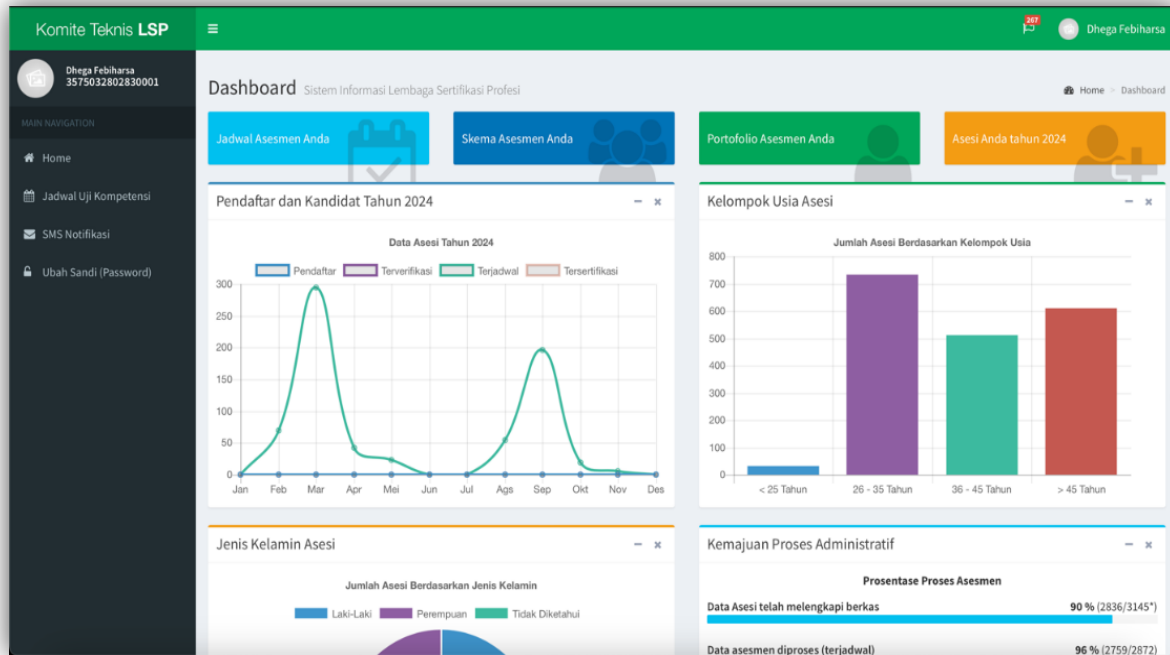 Komite Teknis LSP
267
Dhega Febiharsa
Dhega Febiharsa
3575032802830001
MAIN NAVIGATION
Home
Jadwal Uji Kompetensi
SMS Notifikasi
Ubah Sandi (Password)
Dashboard Sistem Informasi Lembaga Sertifikasi Profesi
Home > Dashboard
Jadwal Asesmen Anda
Skema Asesmen Anda
Portofolio Asesmen Anda
Asesi Anda tahun 2024
Pendaftar dan Kandidat Tahun 2024
Data Asesi Tahun 2024
Pendaftar Terverifikasi Terjadwal Tersertifikasi
300
250
200
150
100
50
0
Jan Feb Mar Apr Mei Jun Jul Ags Sep Okt Nov Des
Kelompok Usia Asesi
Jumlah Asesi Berdasarkan Kelompok Usia
800
700
600
500
400
300
200
100
0
< 25 Tahun 26 - 35 Tahun 36 - 45 Tahun > 45 Tahun
Jenis Kelamin Asesi
Jumlah Asesi Berdasarkan Jenis Kelamin
Laki-Laki Perempuan Tidak Diketahui
Kemajuan Proses Administratif
Prosentase Proses Asesmen
Data Asesi telah melengkapi berkas 90 % (2836/3145*)
Data asesmen diproses (terjadwal) 96 % (2759/2872)